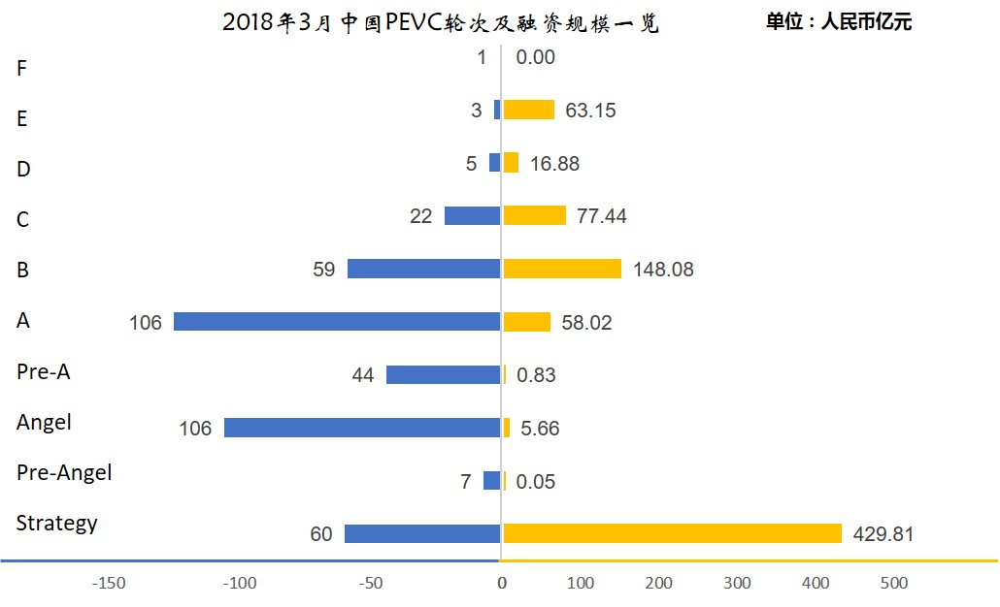 2018年3月中国PEVC轮次及融资规模一览
单位：人民币亿元
F 1 0.00
E 3 63.15
D 5 16.88
C 22 77.44
B 59 148.08
A 106 58.02
Pre-A 44 0.83
Angel 106 5.66
Pre-Angel 7 0.05
Strategy 60 429.81
-150 -100 -50 0 100 200 300 400 500